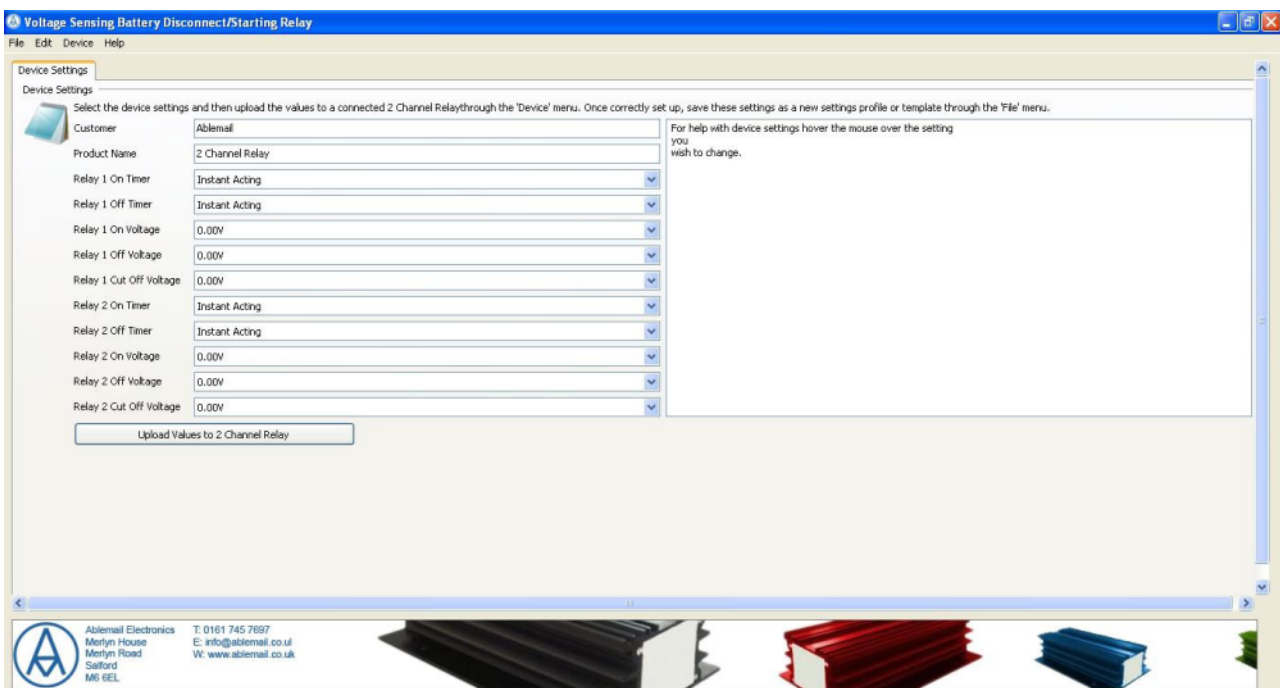 Voltage Sensing Battery Disconnect/Starting Relay
File Edit Device Help
Device Settings
Device Settings
Select the device settings and then upload the values to a connected 2 Channel Relaythrough the 'Device' menu. Once correctly set up, save these settings as a new settings profile or template through the 'File' menu.
Customer Ablemail
Product Name 2 Channel Relay
Relay 1 On Timer Instant Acting
Relay 1 Off Timer Instant Acting
Relay 1 On Voltage 0.00V
Relay 1 Off Voltage 0.00V
Relay 1 Cut Off Voltage 0.00V
Relay 2 On Timer Instant Acting
Relay 2 Off Timer Instant Acting
Relay 2 On Voltage 0.00V
Relay 2 Off Voltage 0.00V
Relay 2 Cut Off Voltage 0.00V
For help with device settings hover the mouse over the setting
you
wish to change.
Upload Values to 2 Channel Relay
Ablemail Electronics
Merlyn House
Merlyn Road
Salford
M6 6EL
T: 0161 745 7697
E: info@ablemail.co.ul
W: www.ablemail.co.uk